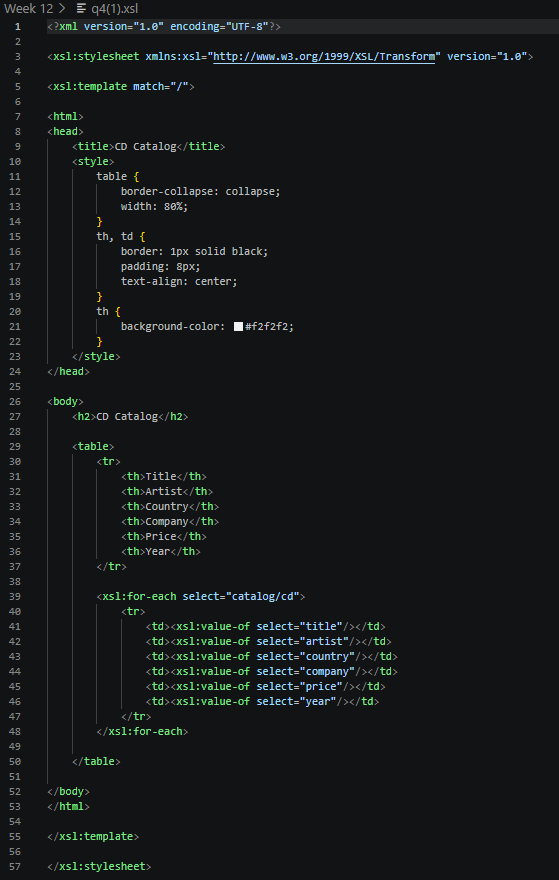 Week 12 > q4(1).xsl
1 <?xml version="1.0" encoding="UTF-8"?>
2
3 <xsl:stylesheet xmlns:xsl="http://www.w3.org/1999/XSL/Transform" version="1.0">
4
5 <xsl:template match="/">
6
7 <html>
8 <head>
9     <title>CD Catalog</title>
10     <style>
11         table {
12             border-collapse: collapse;
13             width: 80%;
14         }
15         th, td {
16             border: 1px solid black;
17             padding: 8px;
18             text-align: center;
19         }
20         th {
21             background-color: #f2f2f2;
22         }
23     </style>
24 </head>
25
26 <body>
27     <h2>CD Catalog</h2>
28
29     <table>
30         <tr>
31             <th>Title</th>
32             <th>Artist</th>
33             <th>Country</th>
34             <th>Company</th>
35             <th>Price</th>
36             <th>Year</th>
37         </tr>
38
39         <xsl:for-each select="catalog/cd">
40             <tr>
41                 <td><xsl:value-of select="title"/></td>
42                 <td><xsl:value-of select="artist"/></td>
43                 <td><xsl:value-of select="country"/></td>
44                 <td><xsl:value-of select="company"/></td>
45                 <td><xsl:value-of select="price"/></td>
46                 <td><xsl:value-of select="year"/></td>
47             </tr>
48         </xsl:for-each>
49
50     </table>
51
52 </body>
53 </html>
54
55 </xsl:template>
56
57 </xsl:stylesheet>